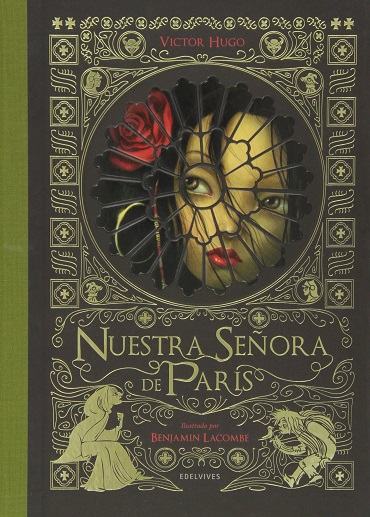 VICTOR HUGO
NUESTRA SEÑORA
DE PARÍS
Ilustrado por
BENJAMIN LACOMBE
EDELVIVES